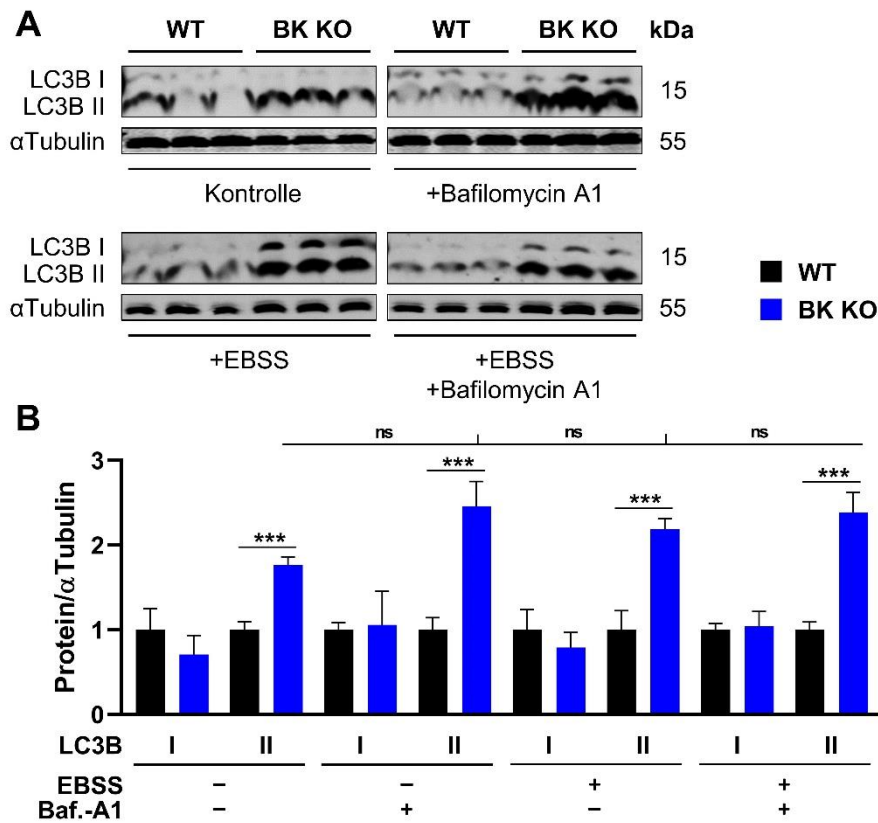 A
WT BK KO WT BK KO kDa
LC3B I
LC3B II
15
αTubulin
55
Kontrolle +Bafilomycin A1
LC3B I
LC3B II
15
αTubulin
55
+EBSS +EBSS
+Bafilomycin A1
WT
BK KO
B
ns ns ns
*** *** *** ***
Protein/αTubulin
3
2
1
0
LC3B I II I II I II I II
EBSS – – + +
Baf.-A1 – + – +